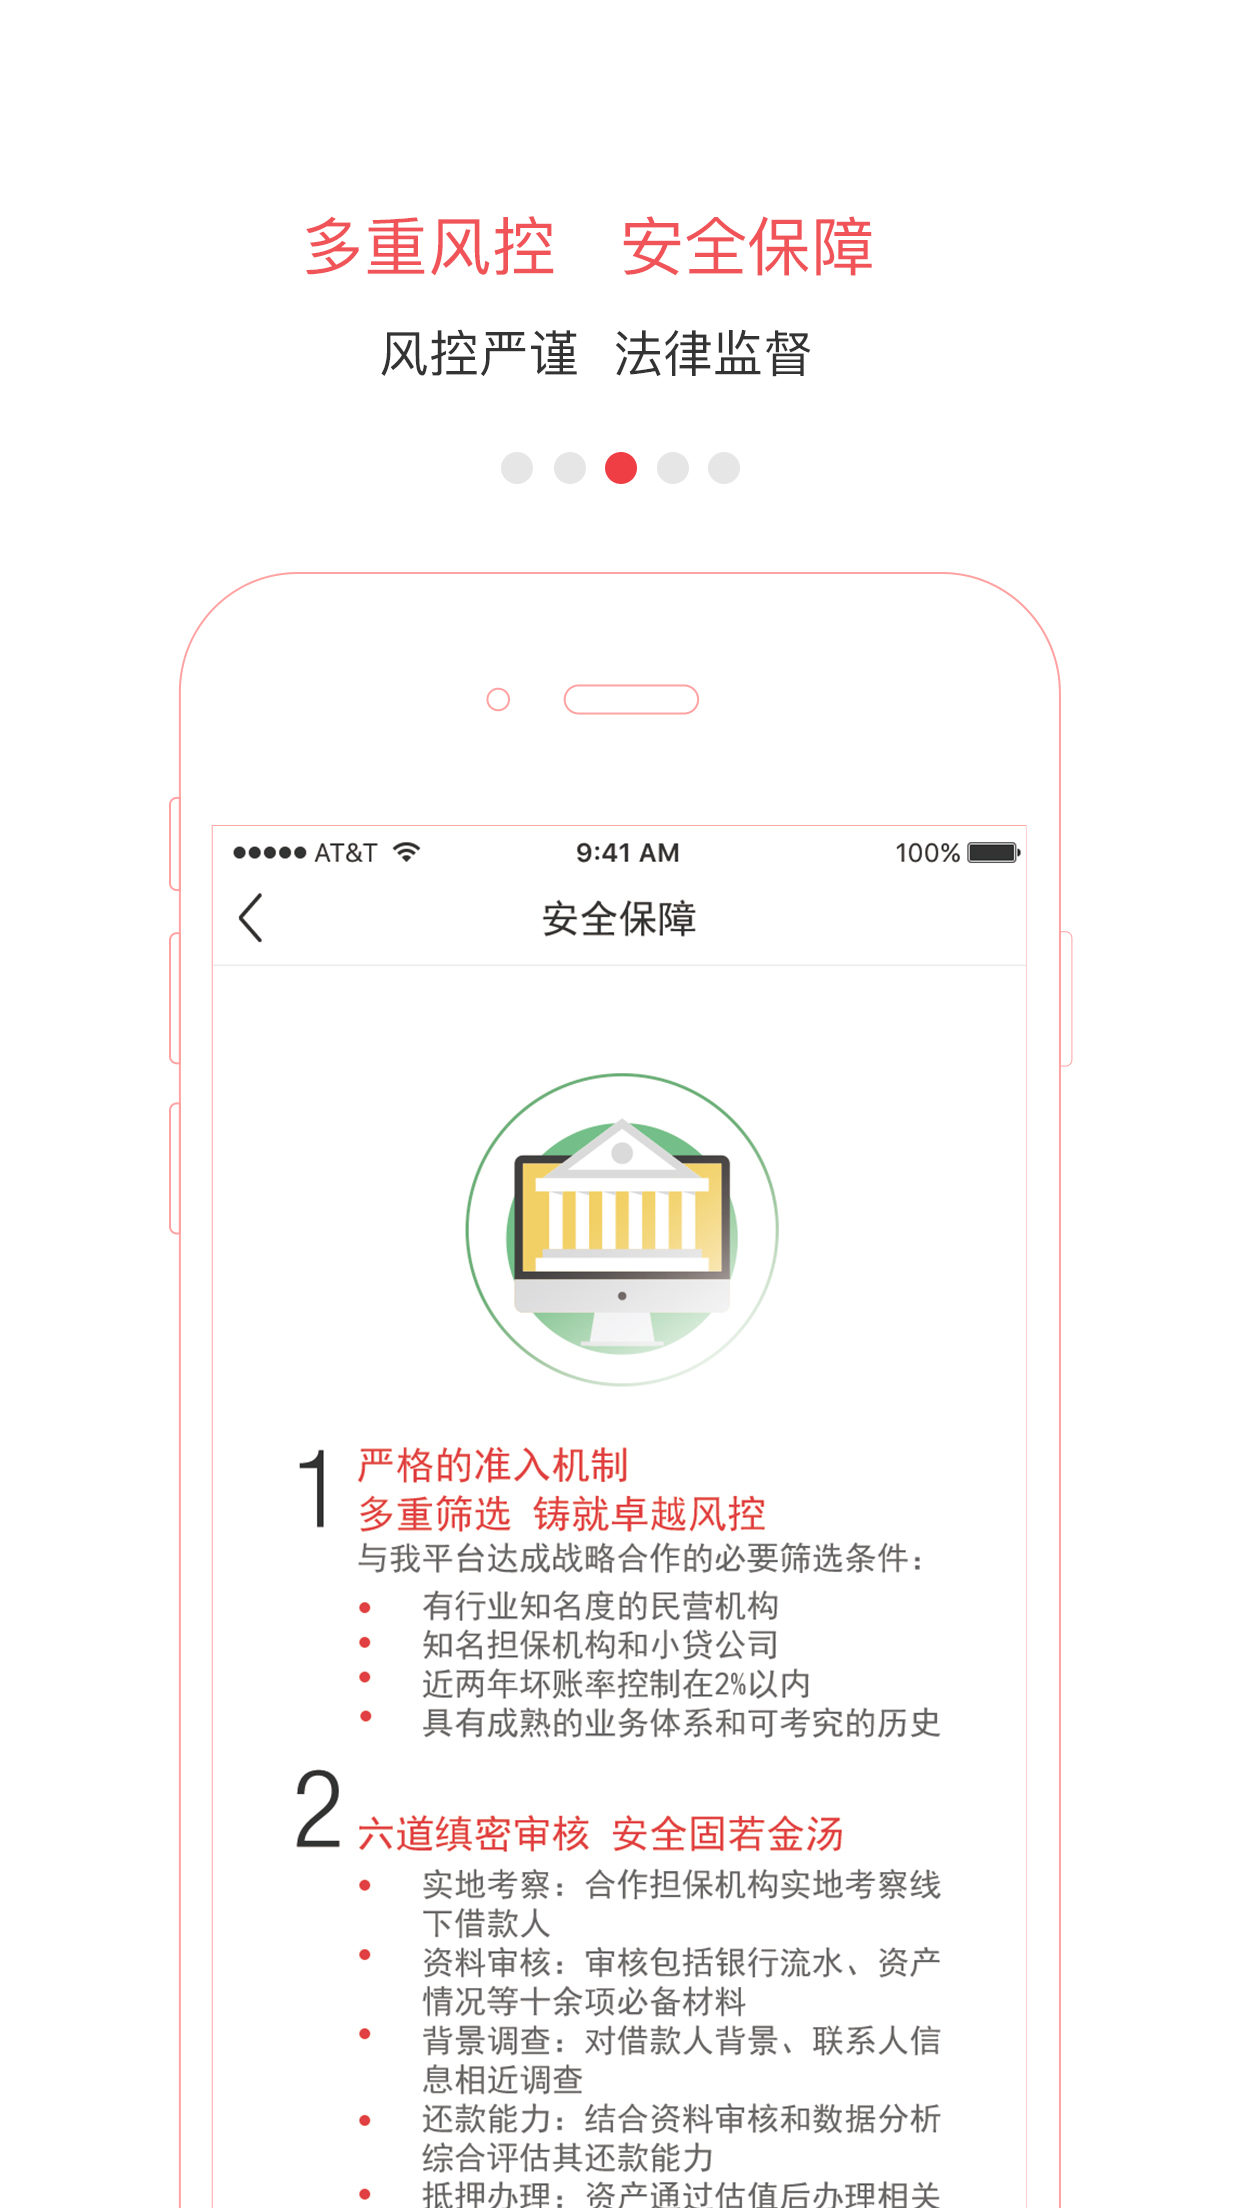 多重风控 安全保障
风控严谨 法律监督
AT&T 9:41 AM 100%
安全保障
1 严格的准入机制
多重筛选 铸就卓越风控
与我平台达成战略合作的必要筛选条件：
有行业知名度的民营机构
知名担保机构和小贷公司
近两年坏账率控制在2%以内
具有成熟的业务体系和可考究的历史
2 六道缜密审核 安全固若金汤
实地考察：合作担保机构实地考察线
下借款人
资料审核：审核包括银行流水、资产
情况等十余项必备材料
背景调查：对借款人背景、联系人信
息相近调查
还款能力：结合资料审核和数据分析
综合评估其还款能力
抵押办理：资产通过估值后办理相关